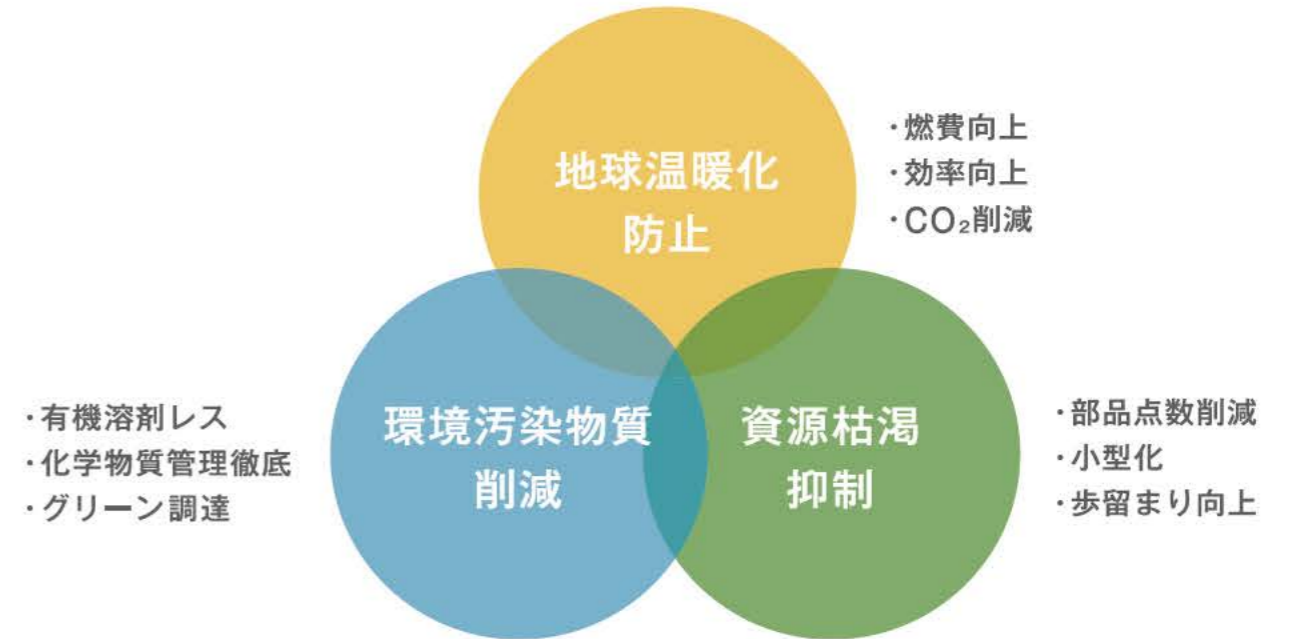 地球温暖化
防止
・燃費向上
・効率向上
・CO₂削減
環境汚染物質
削減
・有機溶剤レス
・化学物質管理徹底
・グリーン調達
資源枯渇
抑制
・部品点数削減
・小型化
・歩留まり向上